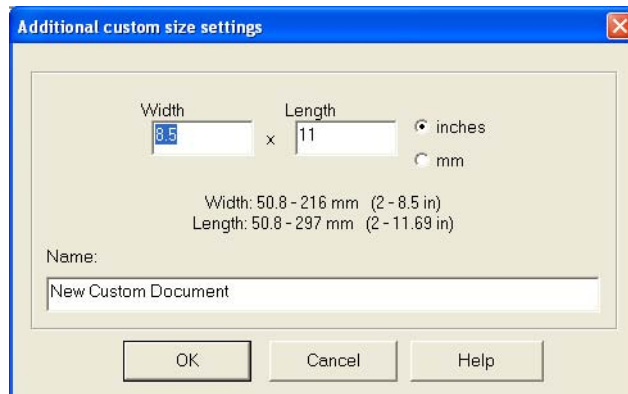 Additional custom size settings
Width Length
8.5 x 11
inches
mm
Width: 50.8 - 216 mm (2 - 8.5 in)
Length: 50.8 - 297 mm (2 - 11.69 in)
Name:
New Custom Document
OK Cancel Help